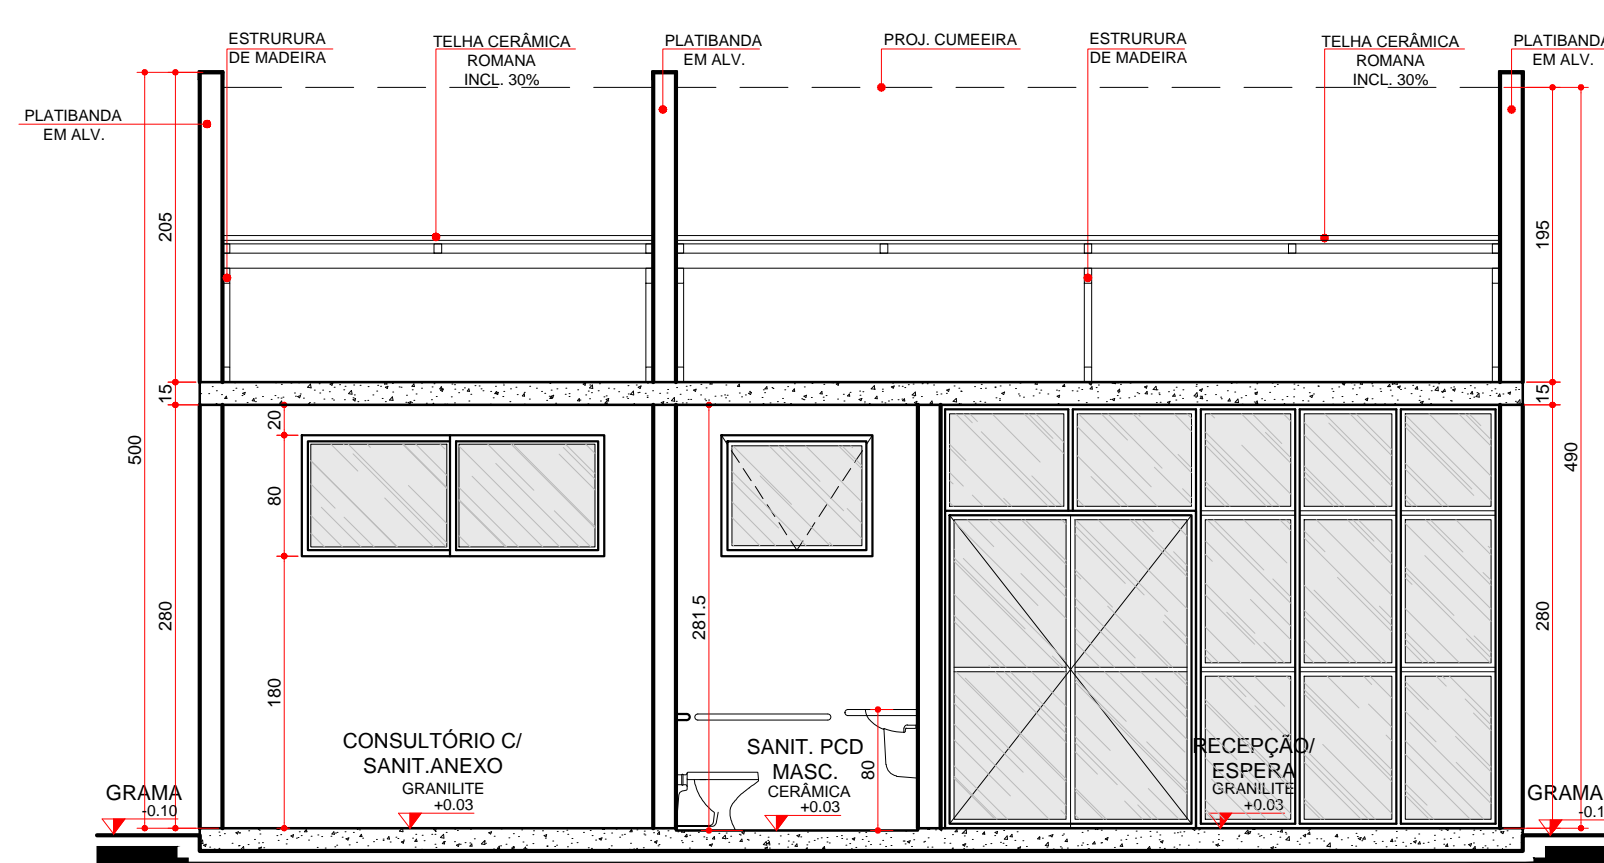 ESTRURURA
DE MADEIRA
TELHA CERÂMICA
ROMANA
INCL. 30%
PLATIBANDA
EM ALV.
PROJ. CUMEEIRA
ESTRURURA
DE MADEIRA
TELHA CERÂMICA
ROMANA
INCL. 30%
PLATIBANDA
EM ALV.
PLATIBANDA
EM ALV.
205
195
15
15
20
500
490
80
280
281.5
280
180
80
CONSULTÓRIO C/
SANIT.ANEXO
GRANILITE
+0.03
SANIT. PCD
MASC.
CERÂMICA
+0.03
RECEPÇÃO/
ESPERA
GRANILITE
+0.03
GRAMA
-0.10
GRAMA
-0.1